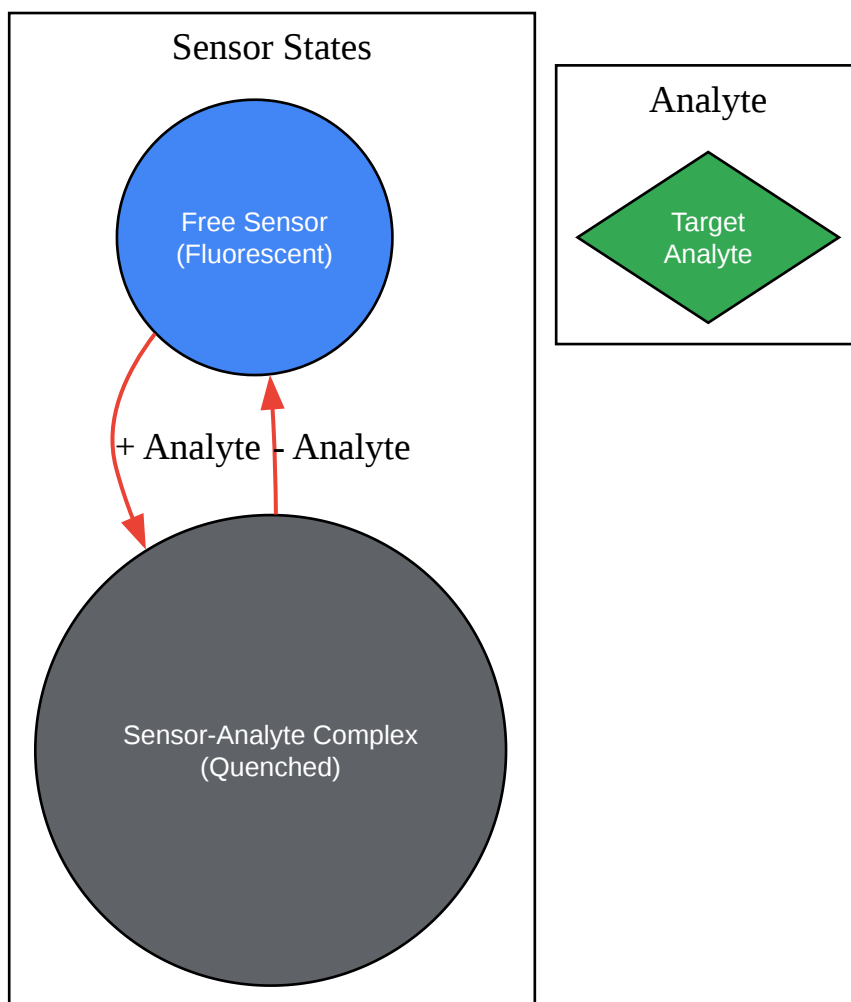 Sensor States
Free Sensor
(Fluorescent)
+ Analyte
- Analyte
Sensor-Analyte Complex
(Quenched)
Analyte
Target
Analyte